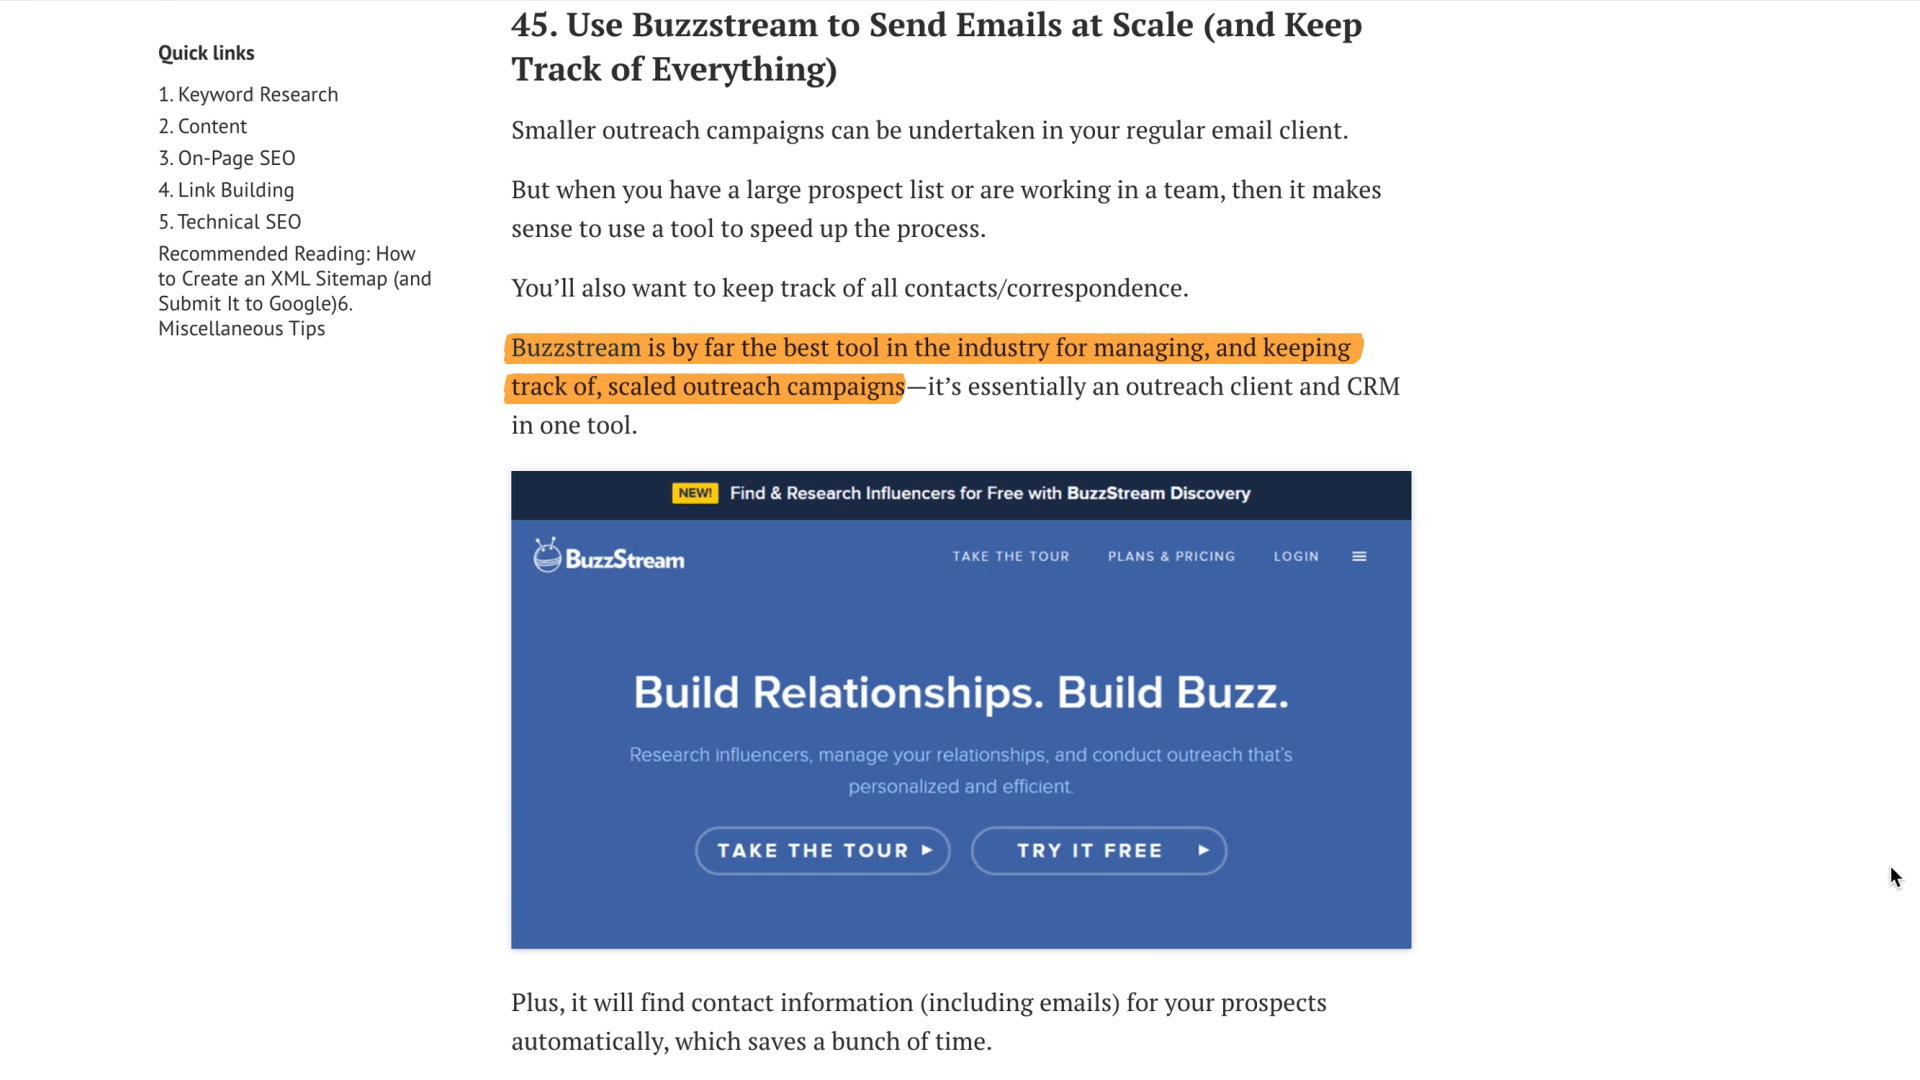 Quick links
1. Keyword Research
2. Content
3. On-Page SEO
4. Link Building
5. Technical SEO
Recommended Reading: How
to Create an XML Sitemap (and
Submit It to Google)6.
Miscellaneous Tips
45. Use Buzzstream to Send Emails at Scale (and Keep
Track of Everything)
Smaller outreach campaigns can be undertaken in your regular email client.
But when you have a large prospect list or are working in a team, then it makes
sense to use a tool to speed up the process.
You’ll also want to keep track of all contacts/correspondence.
Buzzstream is by far the best tool in the industry for managing, and keeping
track of, scaled outreach campaigns—it’s essentially an outreach client and CRM
in one tool.
NEW! Find & Research Influencers for Free with BuzzStream Discovery
BuzzStream TAKE THE TOUR PLANS & PRICING LOGIN
Build Relationships. Build Buzz.
Research influencers, manage your relationships, and conduct outreach that’s
personalized and efficient.
TAKE THE TOUR TRY IT FREE
Plus, it will find contact information (including emails) for your prospects
automatically, which saves a bunch of time.